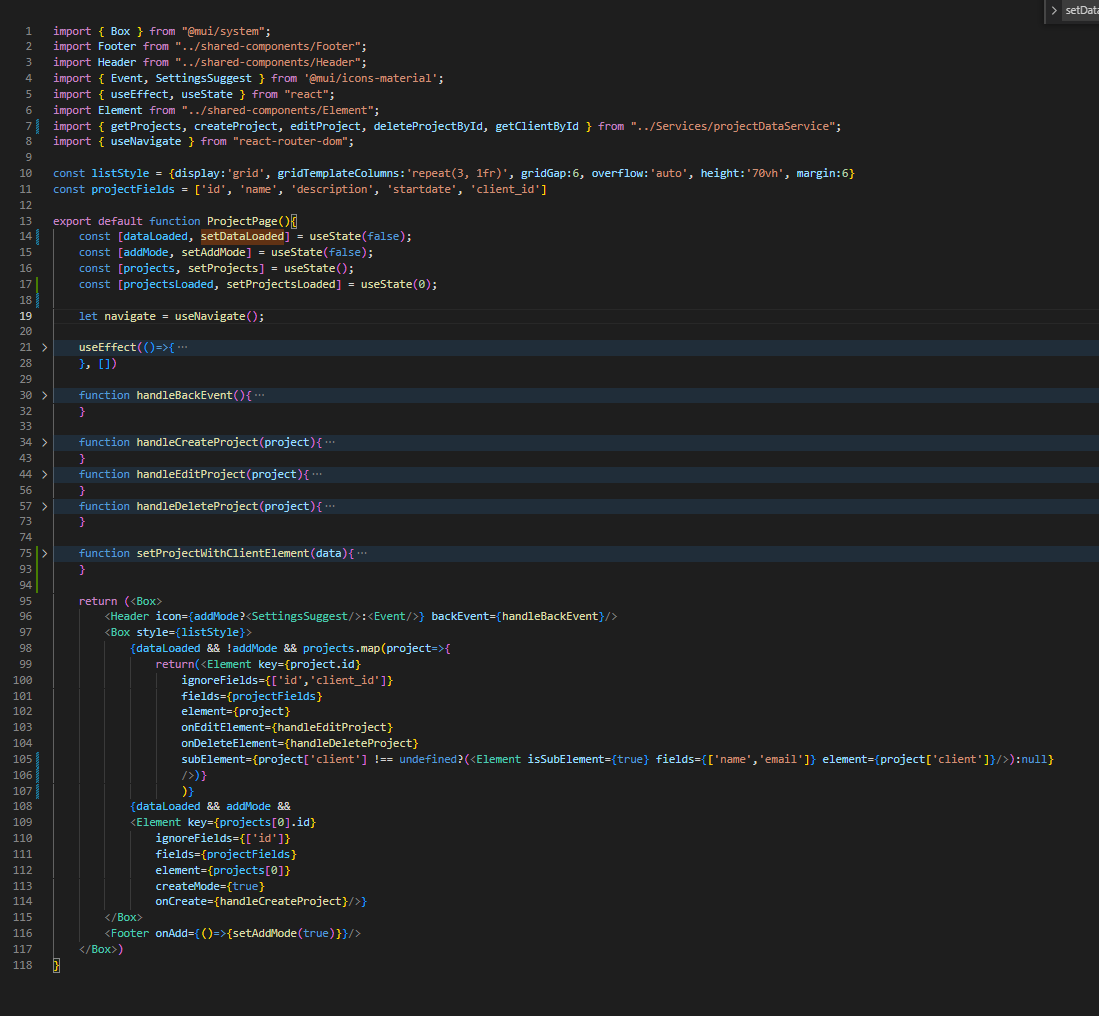 setData
1 import { Box } from "@mui/system";
2 import Footer from "../shared-components/Footer";
3 import Header from "../shared-components/Header";
4 import { Event, SettingsSuggest } from '@mui/icons-material';
5 import { useEffect, useState } from "react";
6 import Element from "../shared-components/Element";
7 import { getProjects, createProject, editProject, deleteProjectById, getClientById } from "../Services/projectDataService";
8 import { useNavigate } from "react-router-dom";
9
10 const listStyle = {display:'grid', gridTemplateColumns:'repeat(3, 1fr)', gridGap:6, overflow:'auto', height:'70vh', margin:6}
11 const projectFields = ['id', 'name', 'description', 'startdate', 'client_id']
12
13 export default function ProjectPage(){
14 const [dataLoaded, setDataLoaded] = useState(false);
15 const [addMode, setAddMode] = useState(false);
16 const [projects, setProjects] = useState();
17 const [projectsLoaded, setProjectsLoaded] = useState(0);
18
19 let navigate = useNavigate();
20
21 > useEffect(()=>{ ···
28 }, [])
29
30 > function handleBackEvent(){ ···
32 }
33
34 > function handleCreateProject(project){ ···
43 }
44 > function handleEditProject(project){ ···
56 }
57 > function handleDeleteProject(project){ ···
73 }
74
75 > function setProjectWithClientElement(data){ ···
93 }
94
95 return (<Box>
96 <Header icon={addMode?<SettingsSuggest/>:<Event/>} backEvent={handleBackEvent}/>
97 <Box style={listStyle}>
98 {dataLoaded && !addMode && projects.map(project=>{
99 return(<Element key={project.id}
100 ignoreFields={['id','client_id']}
101 fields={projectFields}
102 element={project}
103 onEditElement={handleEditProject}
104 onDeleteElement={handleDeleteProject}
105 subElement={project['client'] !== undefined?(<Element isSubElement={true} fields={['name','email']} element={project['client']}/>):null}
106 />)}
107 )}
108 {dataLoaded && addMode &&
109 <Element key={projects[0].id}
110 ignoreFields={['id']}
111 fields={projectFields}
112 element={projects[0]}
113 createMode={true}
114 onCreate={handleCreateProject}/>}
115 </Box>
116 <Footer onAdd={()=>{setAddMode(true)}}/>
117 </Box>)
118 }